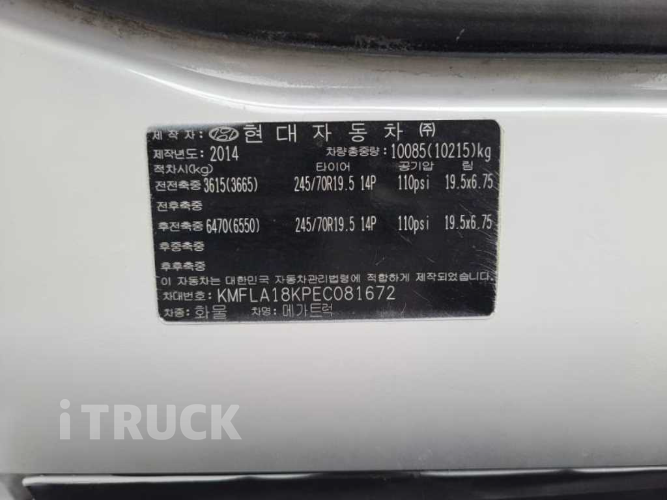 제작자: 현대자동차 ㈜
제작년도: 2014 차량총중량: 10085(10215)kg
적차시(kg) 타이어 공기압 림
전전축중 3615(3665) 245/70R19.5 14P 110psi 19.5x6.75
전후축중
후전축중 6470(6550) 245/70R19.5 14P 110psi 19.5x6.75
후중축중
후후축중
이 자동차는 대한민국 자동차관리법령에 적합하게 제작되었습니다.
차대번호: KMFLA18KPEC081672
차종: 화물 차명: 메가트럭
iTRUCK